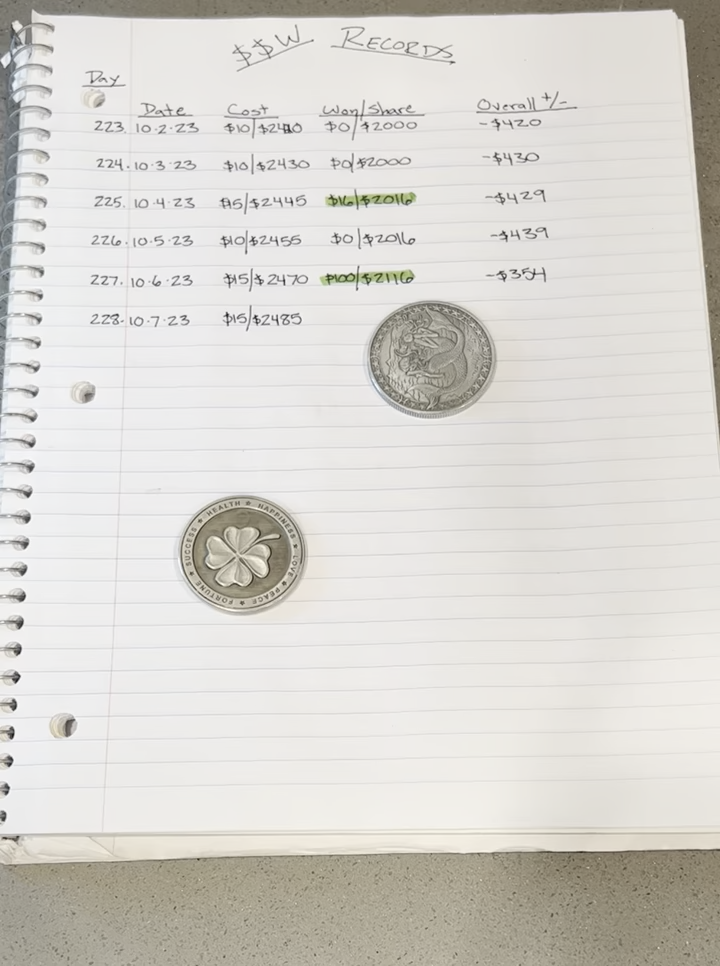 $$W RECORDS
Day
Date Cost Won/Share Overall +/-
223. 10.2.23 $10/$2420 $0/$2000 -$420
224. 10.3.23 $10/$2430 $0/$2000 -$430
225. 10.4.23 $15/$2445 $16/$2016 -$429
226. 10.5.23 $10/$2455 $0/$2016 -$439
227. 10.6.23 $15/$2470 $100/$2116 -$354
228. 10.7.23 $15/$2485
SUCCESS ★ HEALTH ★ HAPPINESS ★ LOVE ★ PEACE ★ FORTUNE ★